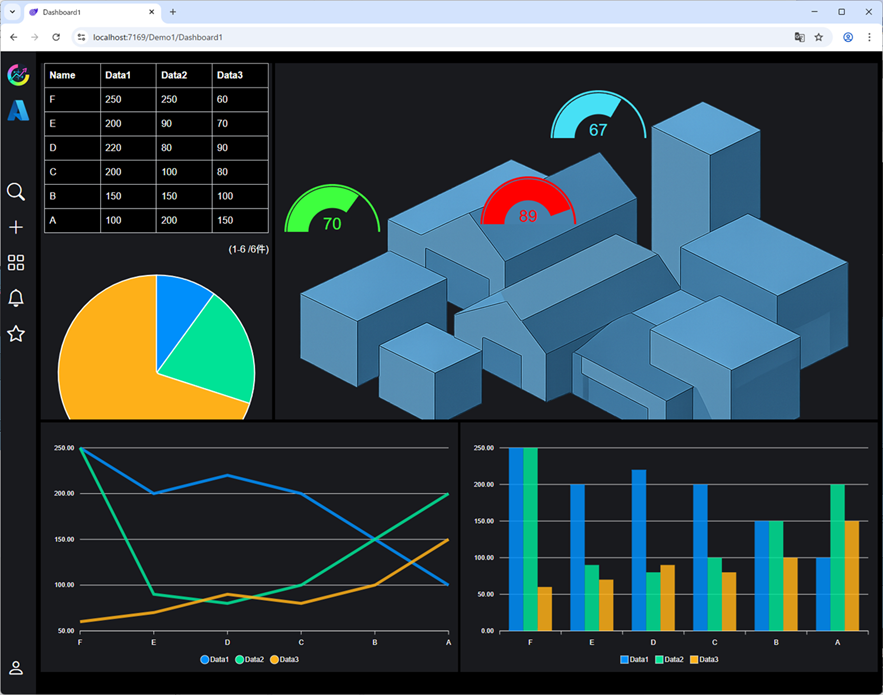 Dashboard1
localhost:7169/Demo1/Dashboard1
Name Data1 Data2 Data3
F 250 250 60
E 200 90 70
D 220 80 90
C 200 100 80
B 150 150 100
A 100 200 150
(1-6 /6件)
67
70
89
250.00
200.00
150.00
100.00
50.00
F E D C B A
Data1 Data2 Data3
250.00
200.00
150.00
100.00
50.00
0.00
F E D C B A
Data1 Data2 Data3